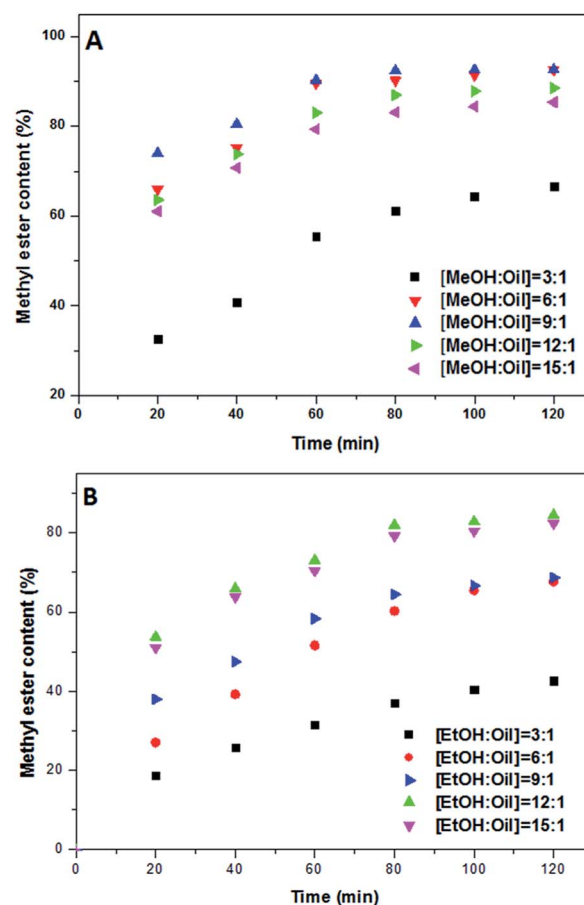 A
100
80
60
40
20
Methyl ester content (%)
[MeOH:Oil]=3:1
[MeOH:Oil]=6:1
[MeOH:Oil]=9:1
[MeOH:Oil]=12:1
[MeOH:Oil]=15:1
0 20 40 60 80 100 120
Time (min)
B
80
60
40
20
0
Methyl ester content (%)
[EtOH:Oil]=3:1
[EtOH:Oil]=6:1
[EtOH:Oil]=9:1
[EtOH:Oil]=12:1
[EtOH:Oil]=15:1
0 20 40 60 80 100 120
Time (min)